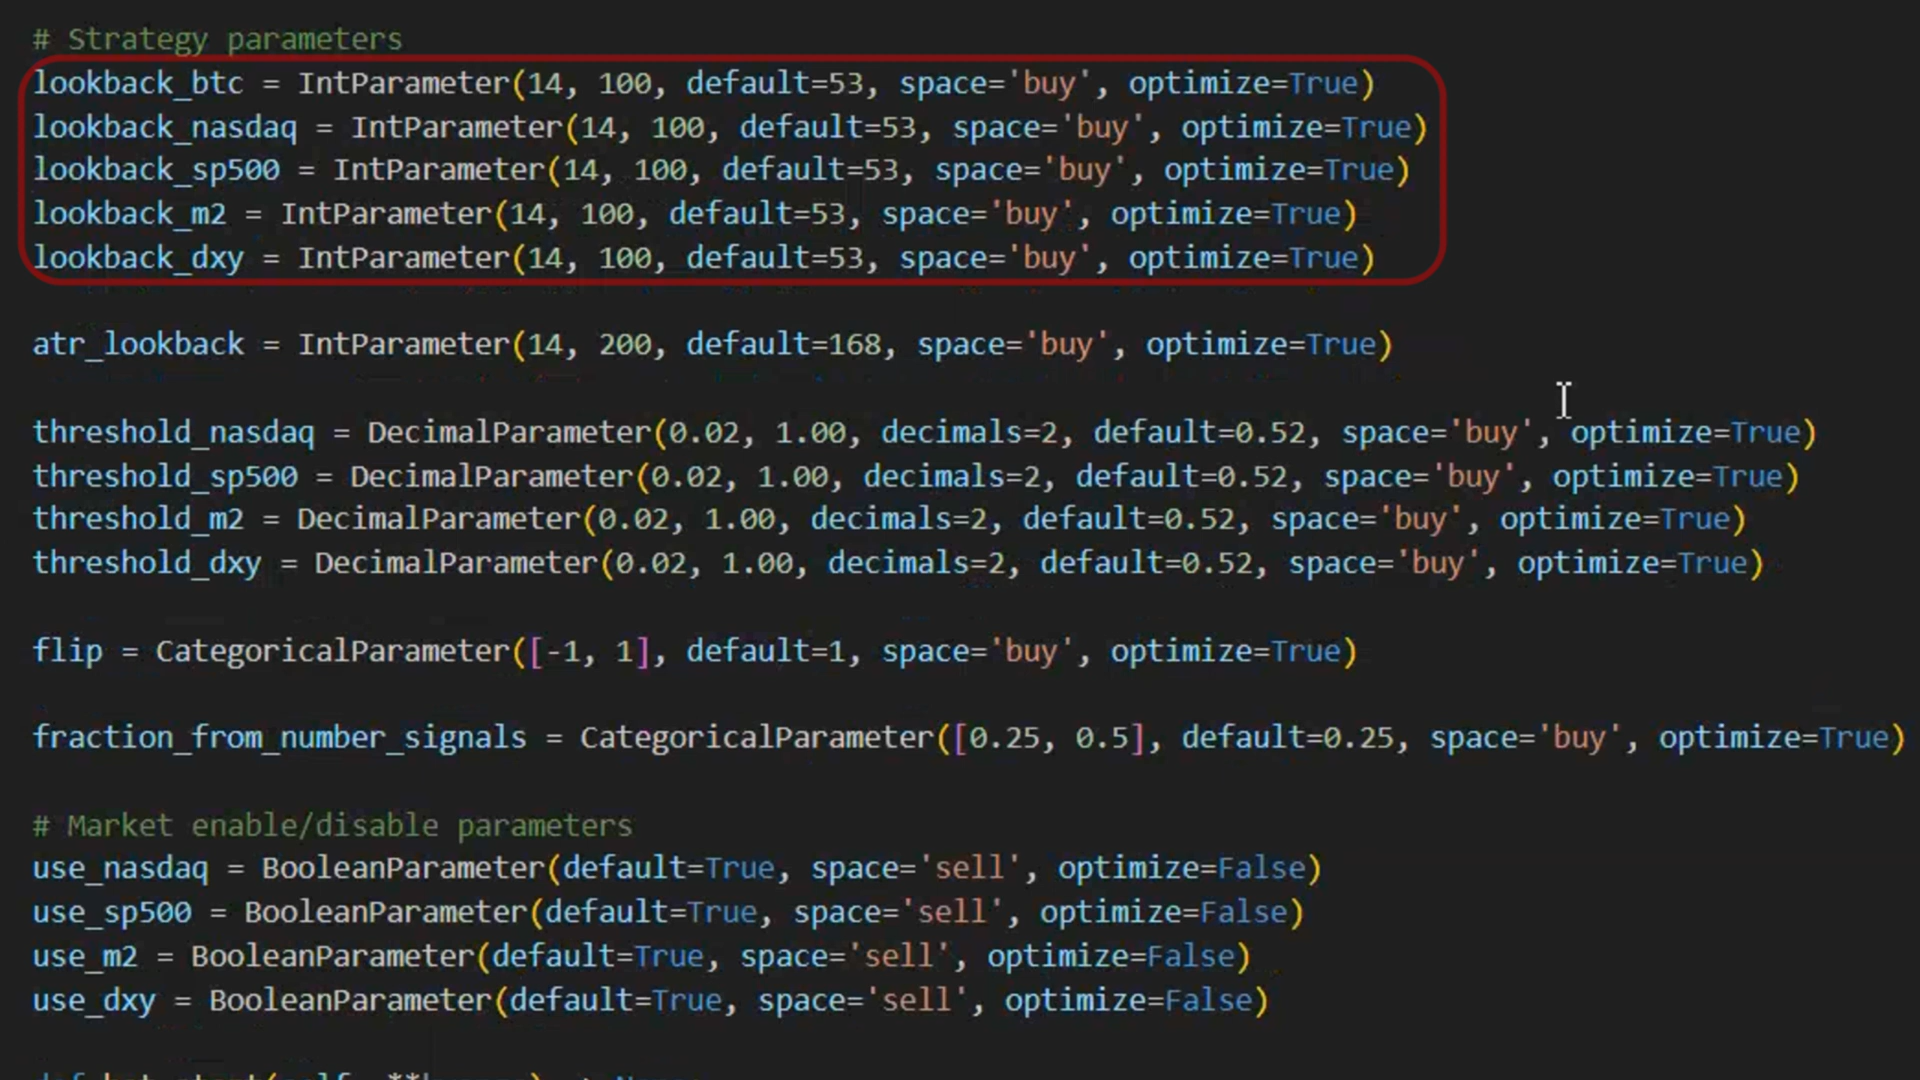 # Strategy parameters
lookback_btc = IntParameter(14, 100, default=53, space='buy', optimize=True)
lookback_nasdaq = IntParameter(14, 100, default=53, space='buy', optimize=True)
lookback_sp500 = IntParameter(14, 100, default=53, space='buy', optimize=True)
lookback_m2 = IntParameter(14, 100, default=53, space='buy', optimize=True)
lookback_dxy = IntParameter(14, 100, default=53, space='buy', optimize=True)
atr_lookback = IntParameter(14, 200, default=168, space='buy', optimize=True)
threshold_nasdaq = DecimalParameter(0.02, 1.00, decimals=2, default=0.52, space='buy', optimize=True)
threshold_sp500 = DecimalParameter(0.02, 1.00, decimals=2, default=0.52, space='buy', optimize=True)
threshold_m2 = DecimalParameter(0.02, 1.00, decimals=2, default=0.52, space='buy', optimize=True)
threshold_dxy = DecimalParameter(0.02, 1.00, decimals=2, default=0.52, space='buy', optimize=True)
flip = CategoricalParameter([-1, 1], default=1, space='buy', optimize=True)
fraction_from_number_signals = CategoricalParameter([0.25, 0.5], default=0.25, space='buy', optimize=True)
# Market enable/disable parameters
use_nasdaq = BooleanParameter(default=True, space='sell', optimize=False)
use_sp500 = BooleanParameter(default=True, space='sell', optimize=False)
use_m2 = BooleanParameter(default=True, space='sell', optimize=False)
use_dxy = BooleanParameter(default=True, space='sell', optimize=False)